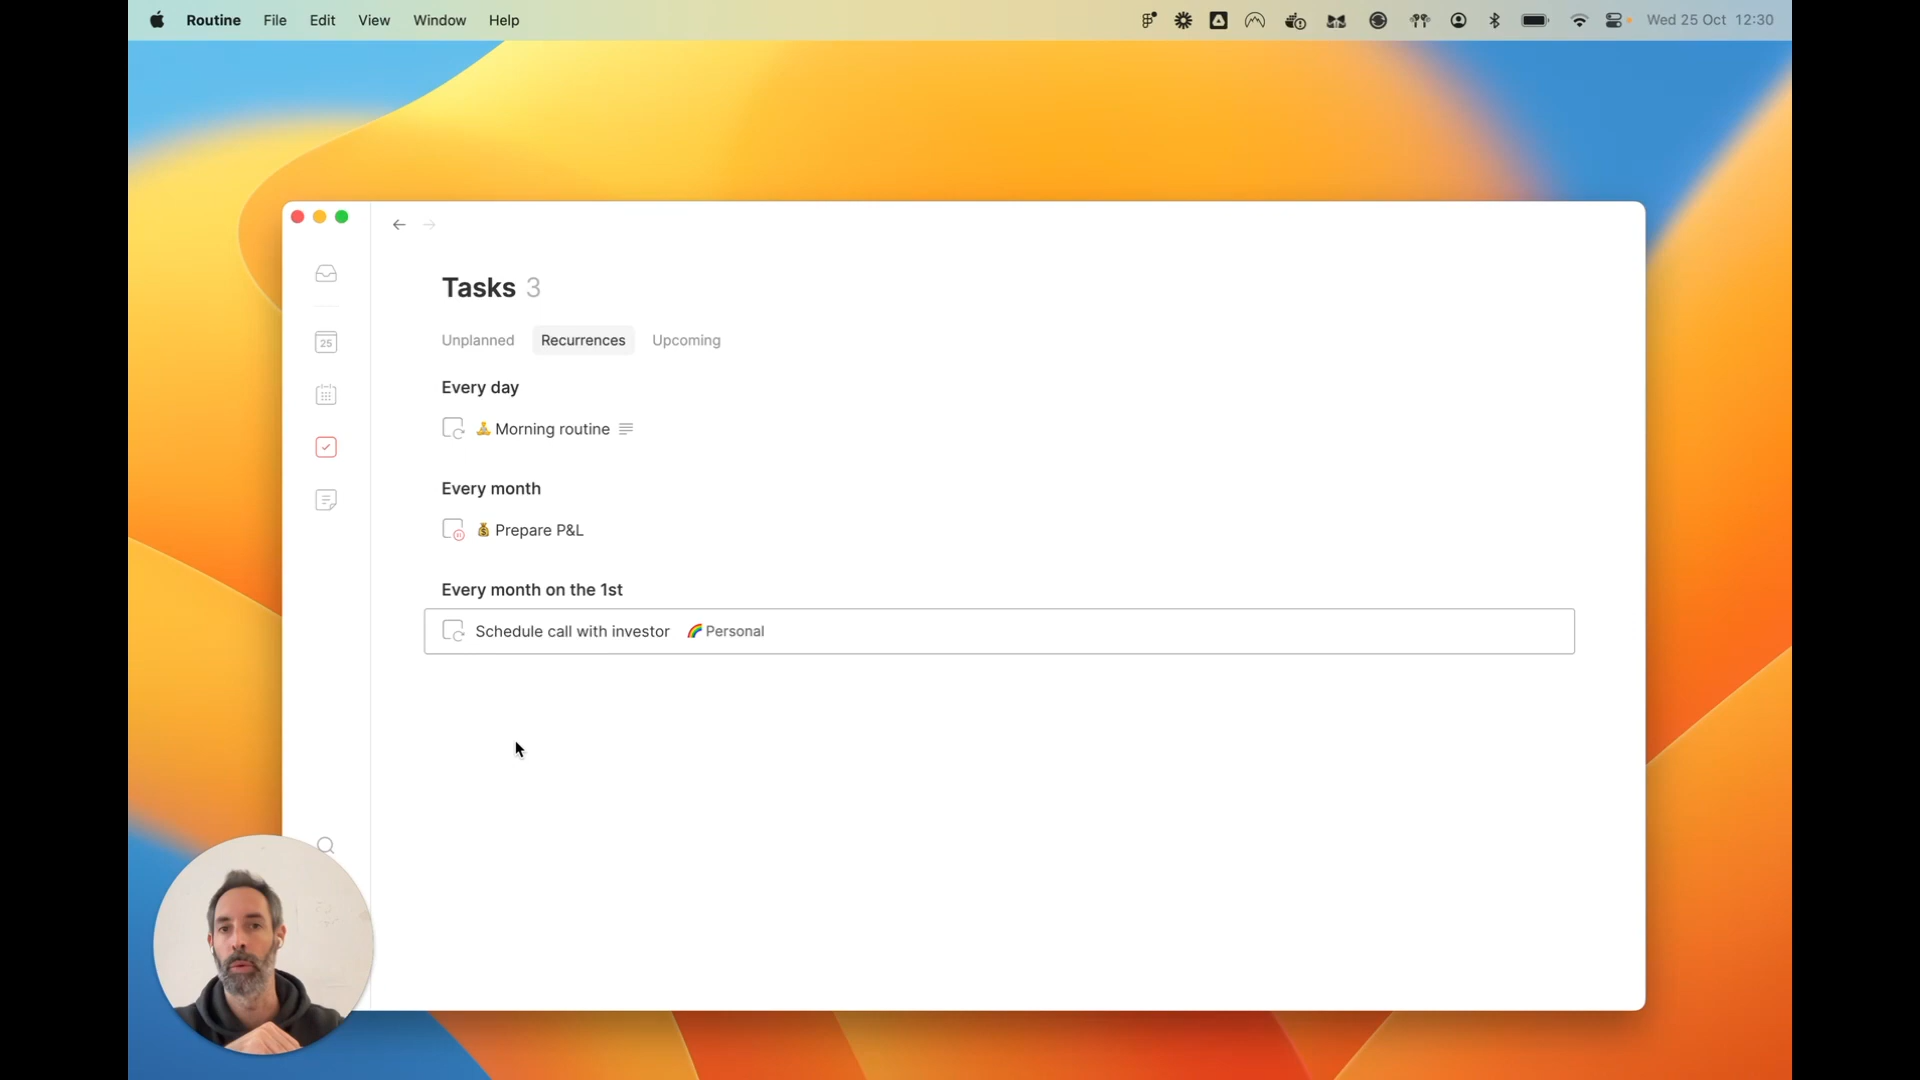 Routine File Edit View Window Help Wed 25 Oct 12:30
Tasks 3
25
Unplanned Recurrences Upcoming
Every day
🧘 Morning routine
Every month
💰 Prepare P&L
Every month on the 1st
Schedule call with investor 🌈 Personal